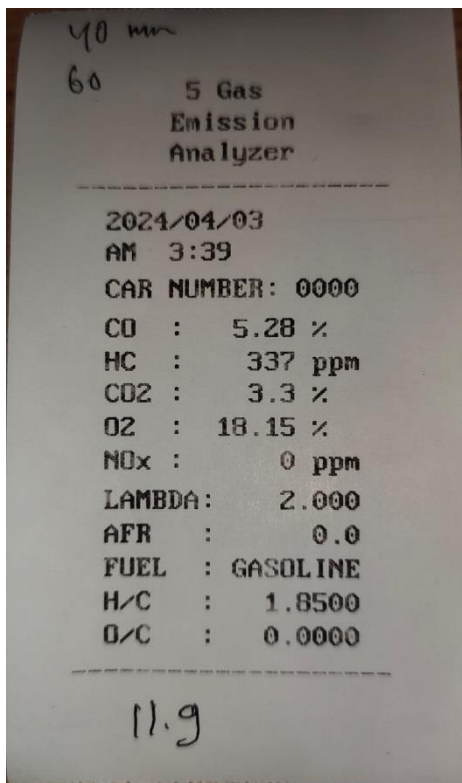 40 mm
60
5 Gas
Emission
Analyzer
2024/04/03
AM 3:39
CAR NUMBER: 0000
CO : 5.28 %
HC : 337 ppm
CO2 : 3.3 %
O2 : 18.15 %
NOx : 0 ppm
LAMBDA: 2.000
AFR : 0.0
FUEL : GASOLINE
H/C : 1.8500
O/C : 0.0000
11.9